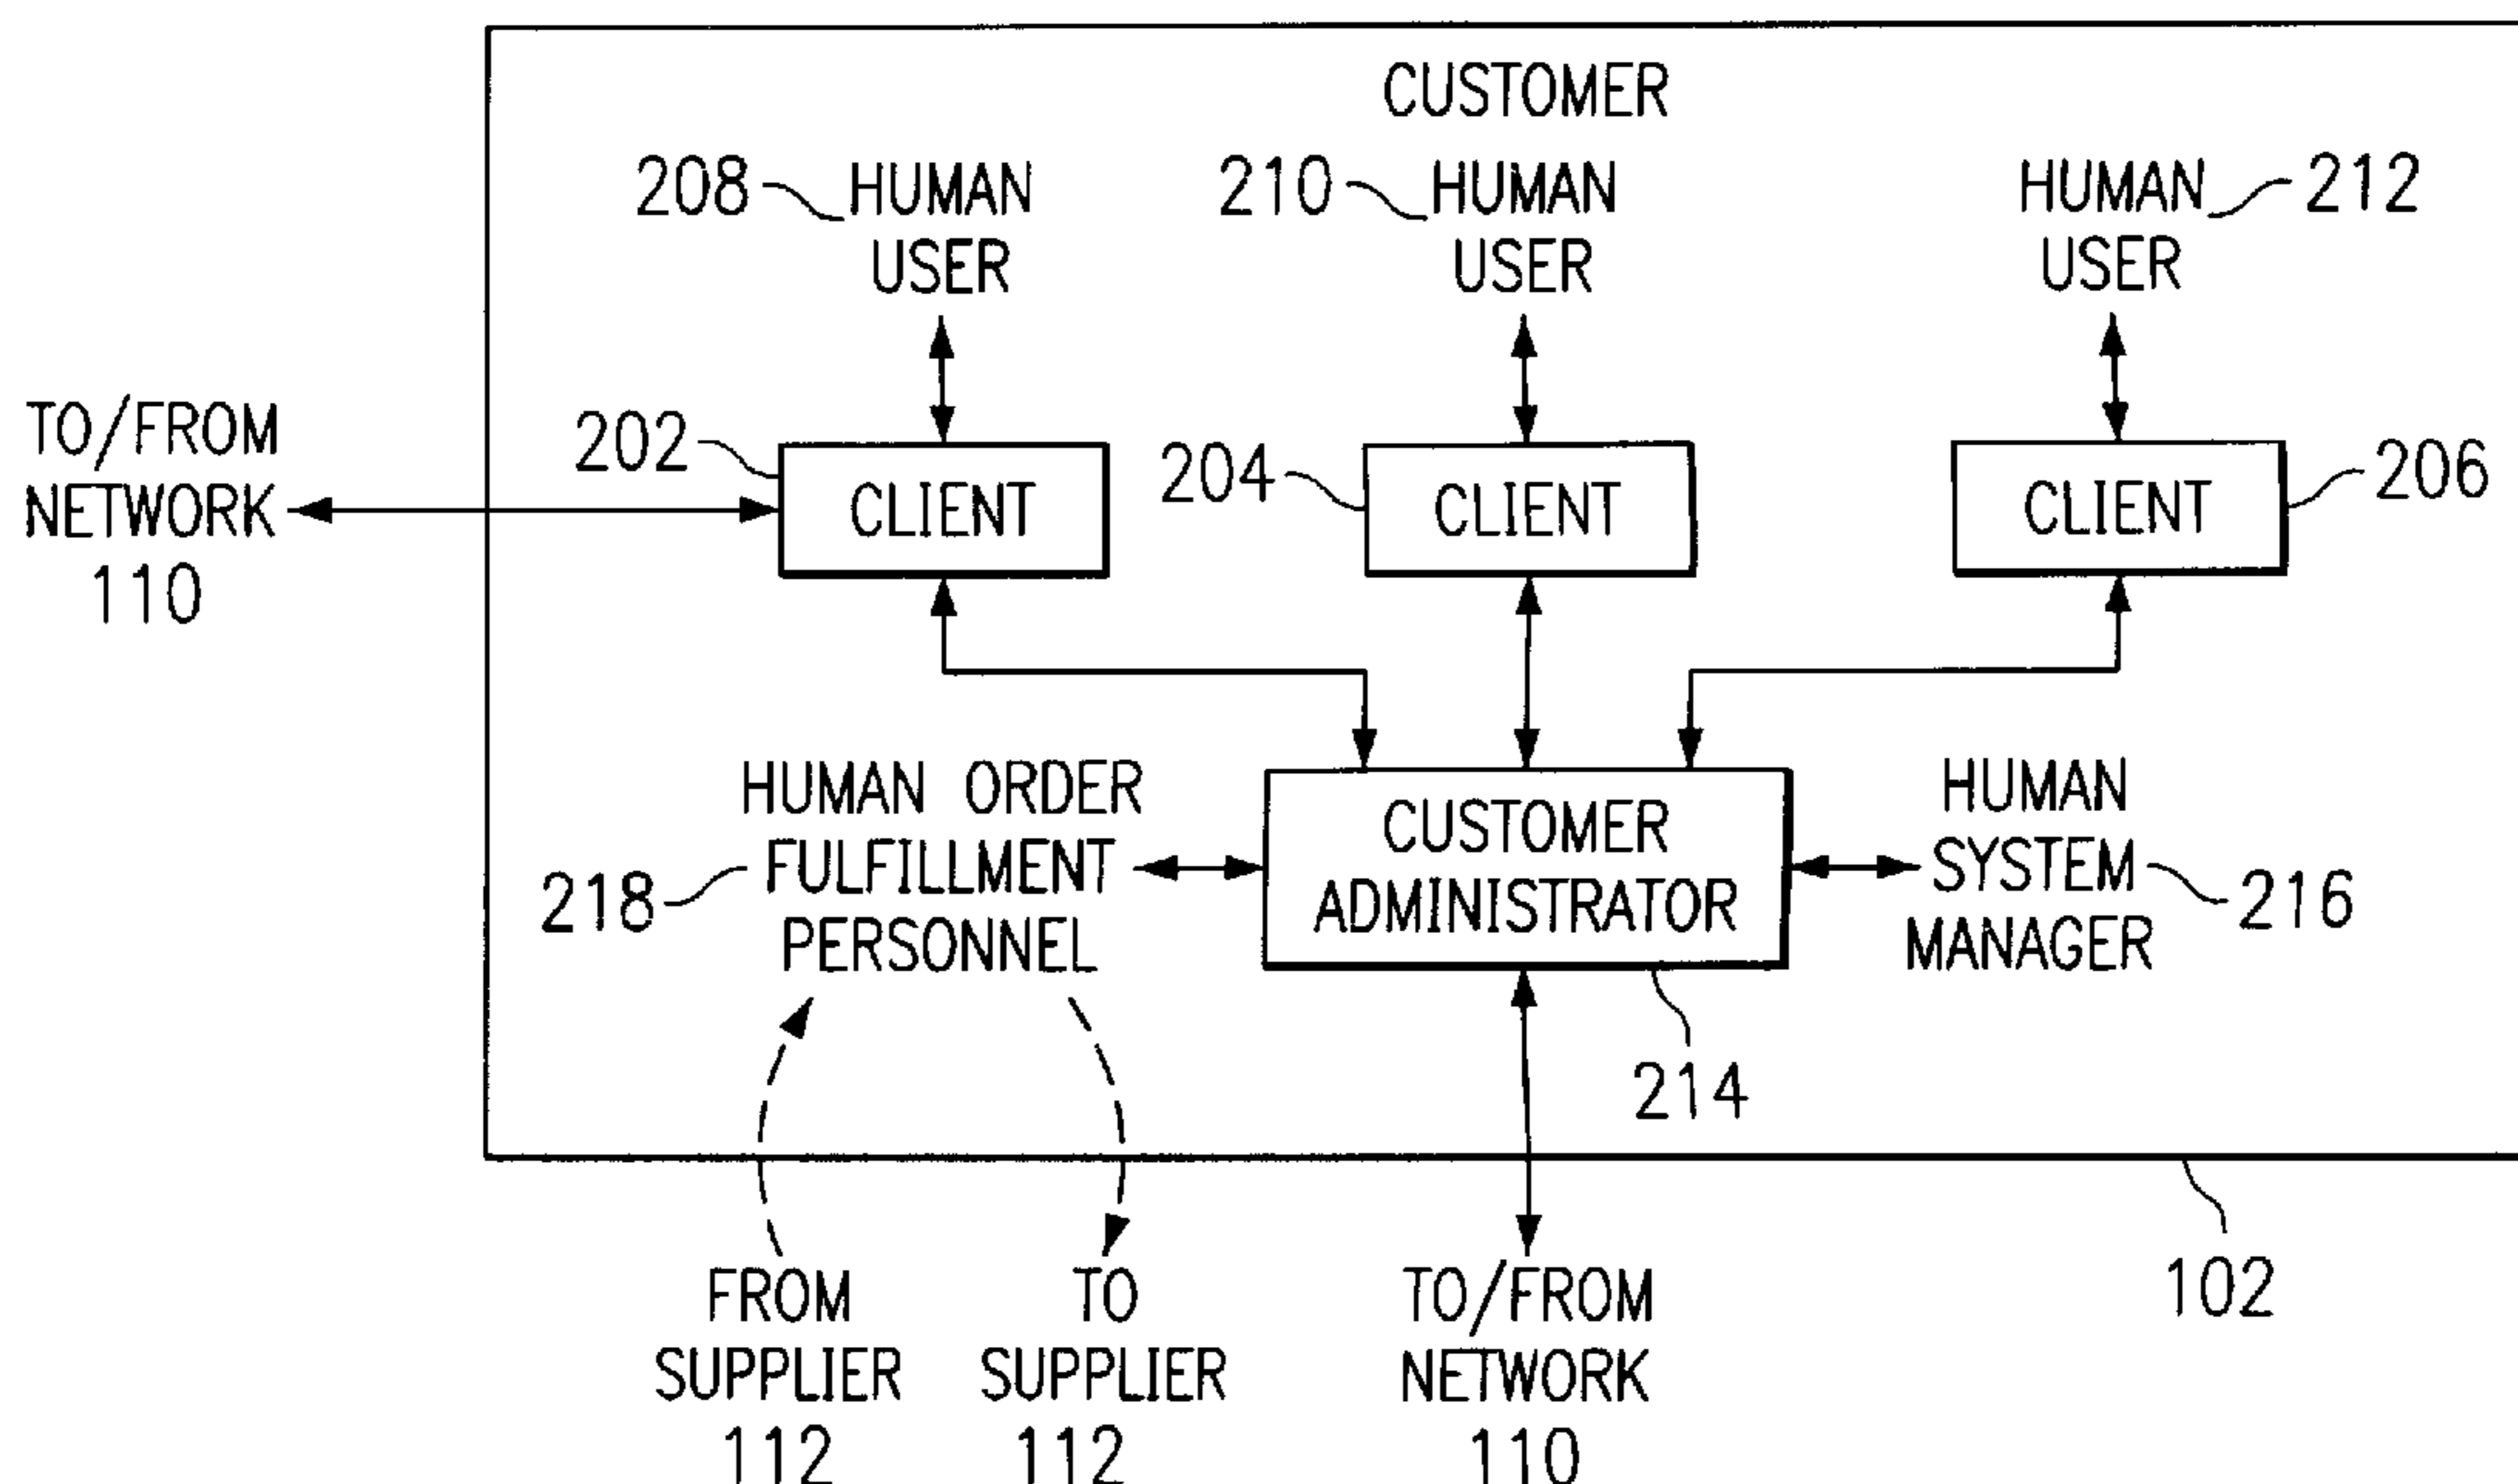 CUSTOMER
208 HUMAN
USER
210 HUMAN
USER
HUMAN 212
USER
TO/FROM
NETWORK
110
202
CLIENT
204
CLIENT
206
CLIENT
HUMAN ORDER
FULFILLMENT
PERSONNEL
218
CUSTOMER
ADMINISTRATOR
HUMAN
SYSTEM
MANAGER
216
214
102
FROM
SUPPLIER
112
TO
SUPPLIER
112
TO/FROM
NETWORK
110